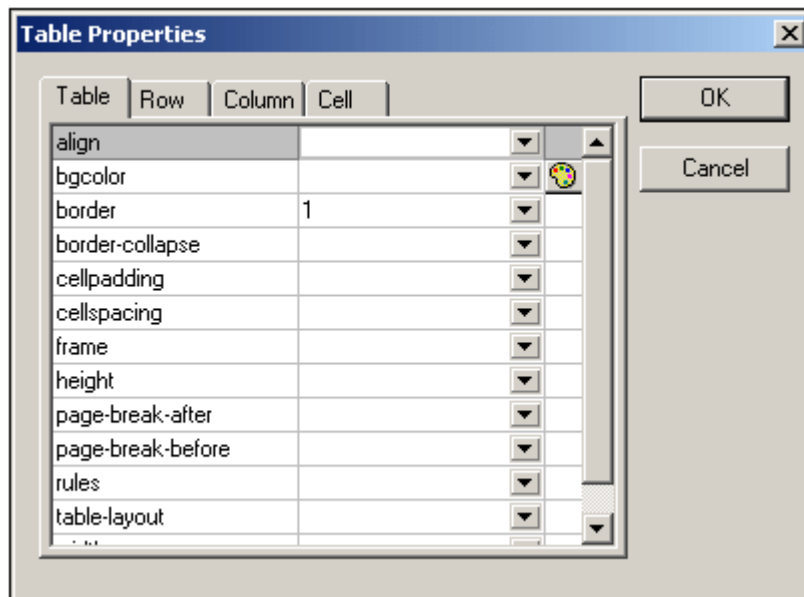 Table Properties
Table Row Column Cell
OK
Cancel
align
bgcolor
border 1
border-collapse
cellpadding
cellspacing
frame
height
page-break-after
page-break-before
rules
table-layout